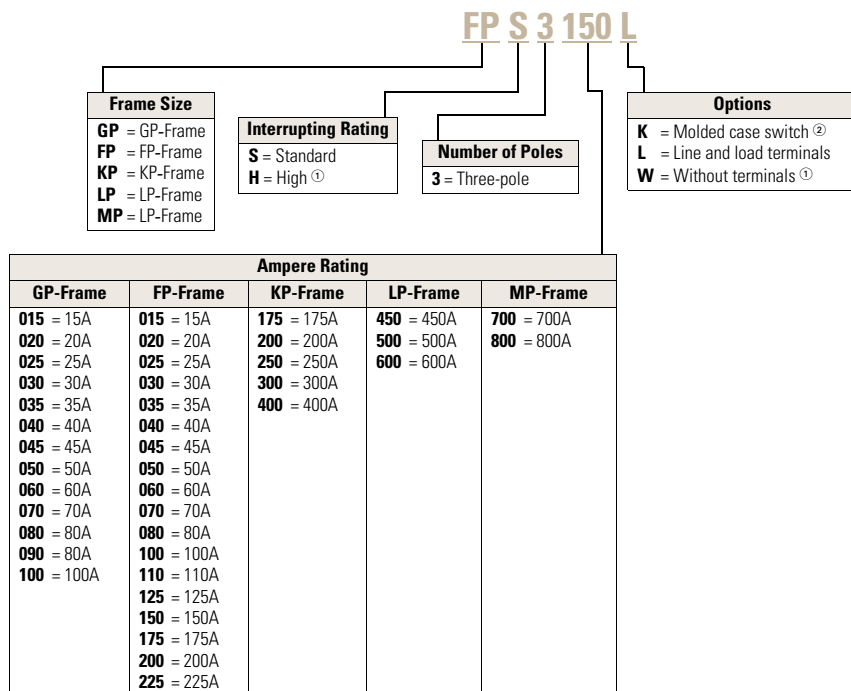 FP S 3 150 L
Frame Size
GP = GP-Frame
FP = FP-Frame
KP = KP-Frame
LP = LP-Frame
MP = LP-Frame
Interrupting Rating
S = Standard
H = High ①
Number of Poles
3 = Three-pole
Options
K = Molded case switch ②
L = Line and load terminals
W = Without terminals ①
Ampere Rating
GP-Frame FP-Frame KP-Frame LP-Frame MP-Frame
015 = 15A 015 = 15A 175 = 175A 450 = 450A 700 = 700A
020 = 20A 020 = 20A 200 = 200A 500 = 500A 800 = 800A
025 = 25A 025 = 25A 250 = 250A 600 = 600A
030 = 30A 030 = 30A 300 = 300A
035 = 35A 035 = 35A 400 = 400A
040 = 40A 040 = 40A
045 = 45A 045 = 45A
050 = 50A 050 = 50A
060 = 60A 060 = 60A
070 = 70A 070 = 70A
080 = 80A 080 = 80A
090 = 80A 100 = 100A
100 = 100A 110 = 110A
125 = 125A
150 = 150A
175 = 175A
200 = 200A
225 = 225A